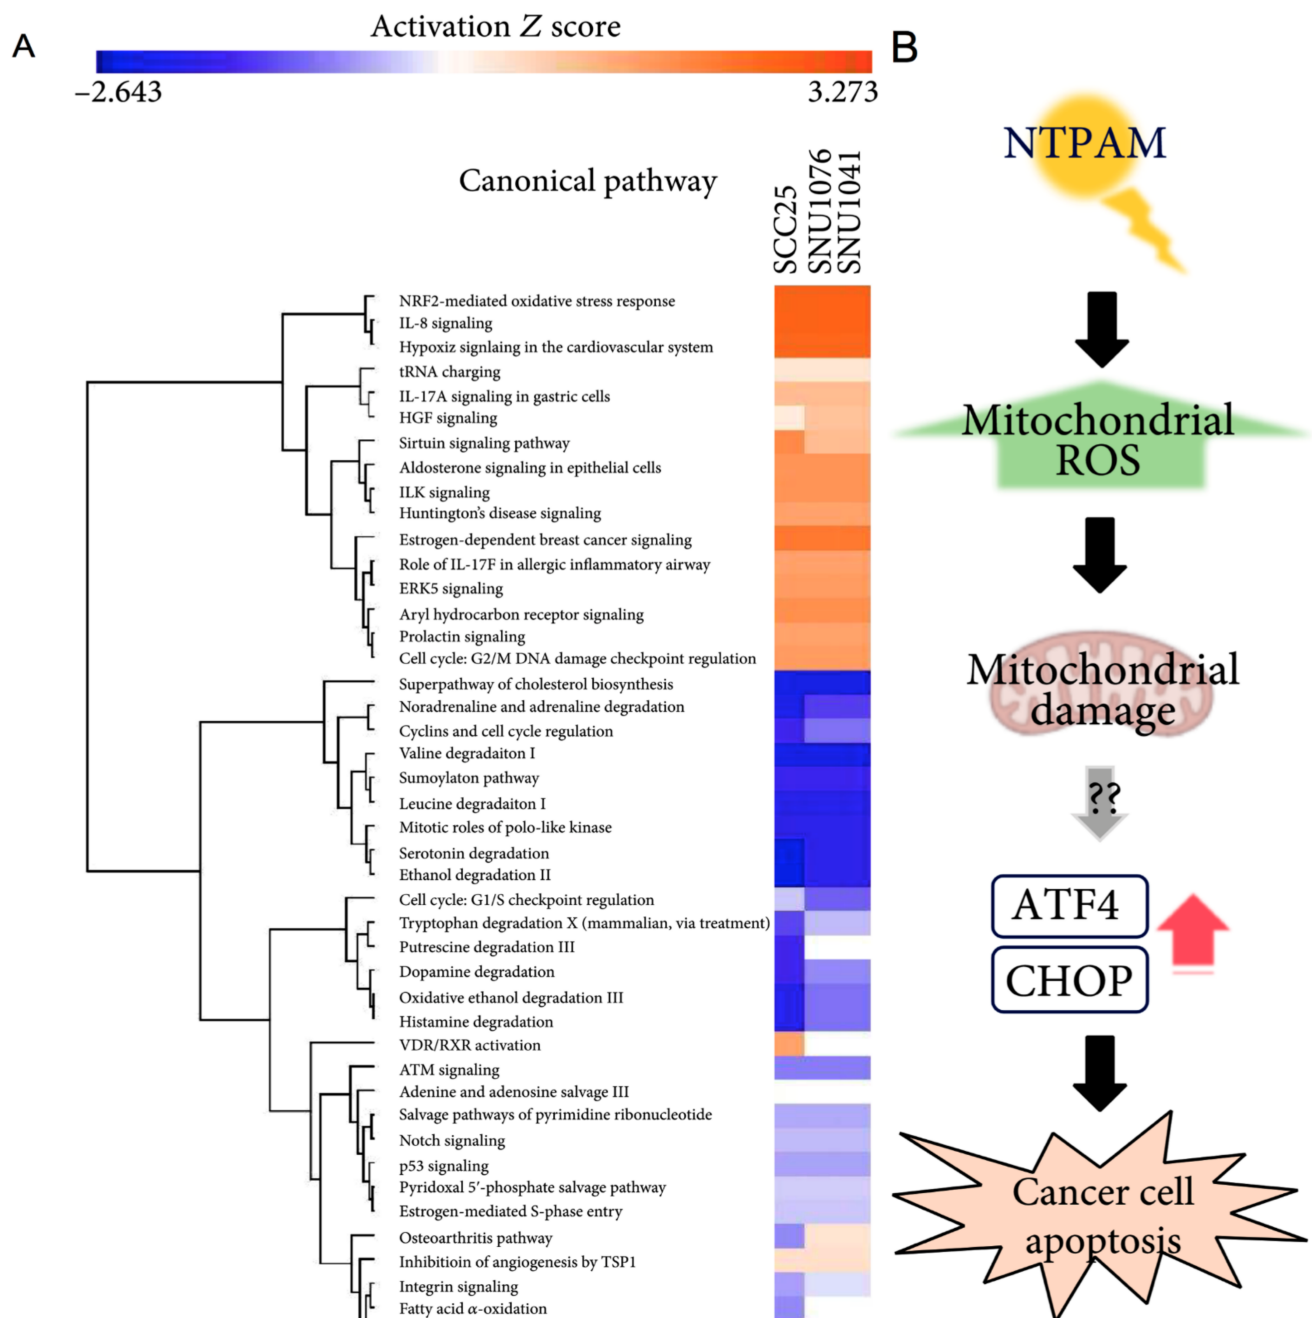 A
Activation Z score
−2.643
3.273
Canonical pathway
SCC25
SNU1076
SNU1041
NRF2-mediated oxidative stress response
IL-8 signaling
Hypoxiz signlaing in the cardiovascular system
tRNA charging
IL-17A signaling in gastric cells
HGF signaling
Sirtuin signaling pathway
Aldosterone signaling in epithelial cells
ILK signaling
Huntington's disease signaling
Estrogen-dependent breast cancer signaling
Role of IL-17F in allergic inflammatory airway
ERK5 signaling
Aryl hydrocarbon receptor signaling
Prolactin signaling
Cell cycle: G2/M DNA damage checkpoint regulation
Superpathway of cholesterol biosynthesis
Noradrenaline and adrenaline degradation
Cyclins and cell cycle regulation
Valine degradaiton I
Sumoylaton pathway
Leucine degradaiton I
Mitotic roles of polo-like kinase
Serotonin degradation
Ethanol degradation II
Cell cycle: G1/S checkpoint regulation
Tryptophan degradation X (mammalian, via treatment)
Putrescine degradation III
Dopamine degradation
Oxidative ethanol degradation III
Histamine degradation
VDR/RXR activation
ATM signaling
Adenine and adenosine salvage III
Salvage pathways of pyrimidine ribonucleotide
Notch signaling
p53 signaling
Pyridoxal 5′-phosphate salvage pathway
Estrogen-mediated S-phase entry
Osteoarthritis pathway
Inhibitioin of angiogenesis by TSP1
Integrin signaling
Fatty acid α-oxidation
B
NTPAM
Mitochondrial
ROS
Mitochondrial
damage
??
ATF4
CHOP
Cancer cell
apoptosis